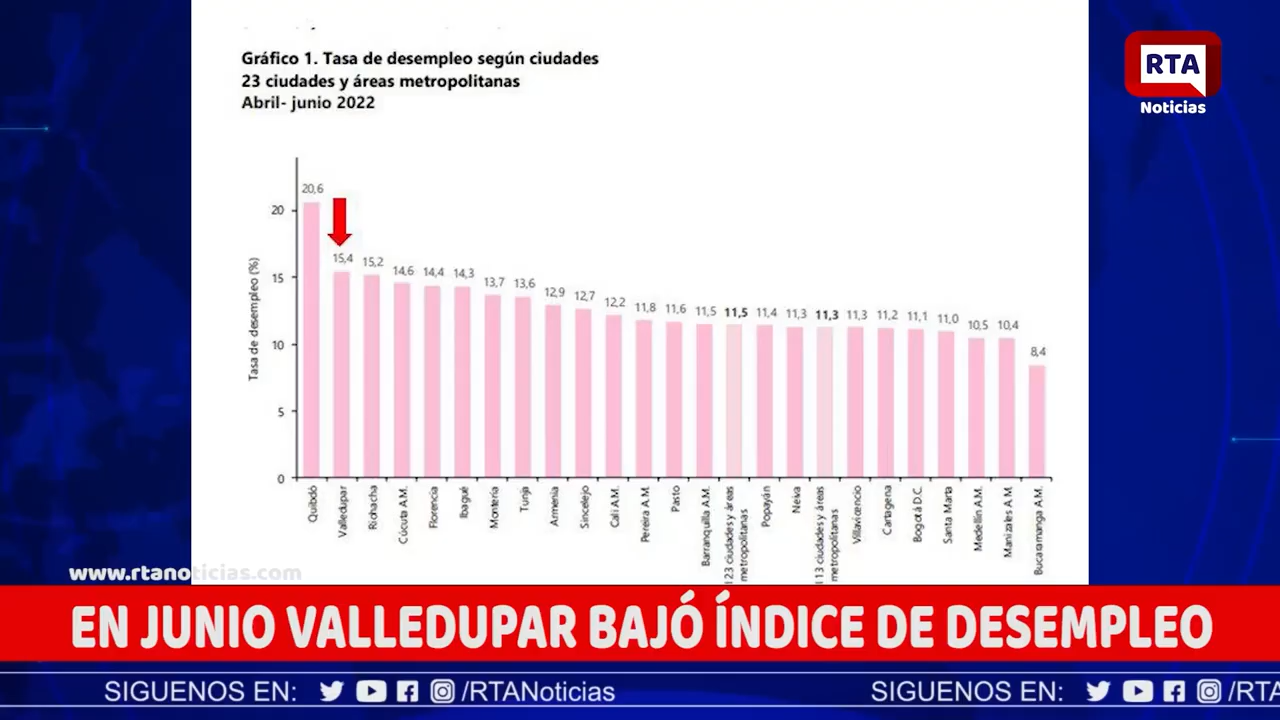 Gráfico 1. Tasa de desempleo según ciudades
23 ciudades y áreas metropolitanas
Abril- junio 2022
RTA
Noticias
Tasa de desempleo (%)
20
15
10
5
0
20,6
15,4
15,2
14,6
14,4
14,3
13,7
13,6
12,9
12,7
12,2
11,8
11,6
11,5
11,5
11,4
11,3
11,3
11,3
11,2
11,1
11,0
10,5
10,4
8,4
Quibdó
Valledupar
Riohacha
Cúcuta A.M.
Florencia
Ibagué
Montería
Tunja
Armenia
Sincelejo
Cali A.M.
Pereira A.M.
Pasto
Barranquilla A.M.
23 ciudades y áreas
metropolitanas
Popayán
Neiva
13 ciudades y áreas
metropolitanas
Villavicencio
Cartagena
Bogotá D.C.
Santa Marta
Medellín A.M.
Manizales A.M.
Bucaramanga A.M.
www.rtanoticias.com
EN JUNIO VALLEDUPAR BAJÓ ÍNDICE DE DESEMPLEO
SIGUENOS EN: /RTANoticias
SIGUENOS EN: /RTA